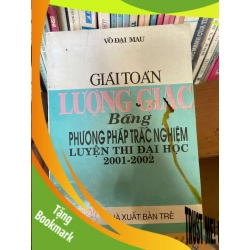 VÕ ĐẠI MAU
GIẢI TOÁN
LƯỢNG GIÁC
Bằng
PHƯƠNG PHÁP TRẮC NGHIỆM
LUYỆN THI ĐẠI HỌC
2001-2002
XUẤT BẢN TRẺ
Tặng
Bookmark